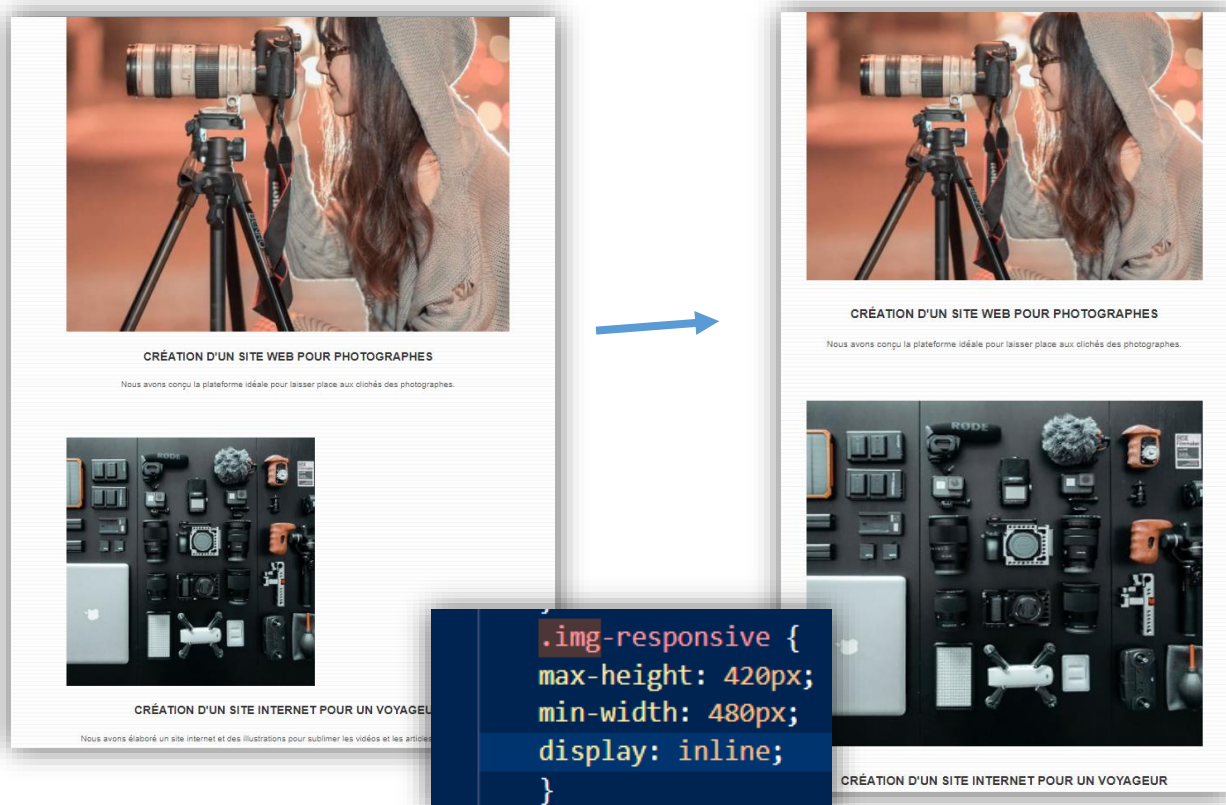 CRÉATION D'UN SITE WEB POUR PHOTOGRAPHES
Nous avons conçu la plateforme idéale pour laisser place aux clichés des photographes.
RODE
CRÉATION D'UN SITE INTERNET POUR UN VOYAGEU
Nous avons élaboré un site internet et des illustrations pour sublimer les vidéos et les articles
.img-responsive {
max-height: 420px;
min-width: 480px;
display: inline;
}
CRÉATION D'UN SITE WEB POUR PHOTOGRAPHES
Nous avons conçu la plateforme idéale pour laisser place aux clichés des photographes.
RODE
CRÉATION D'UN SITE INTERNET POUR UN VOYAGEUR